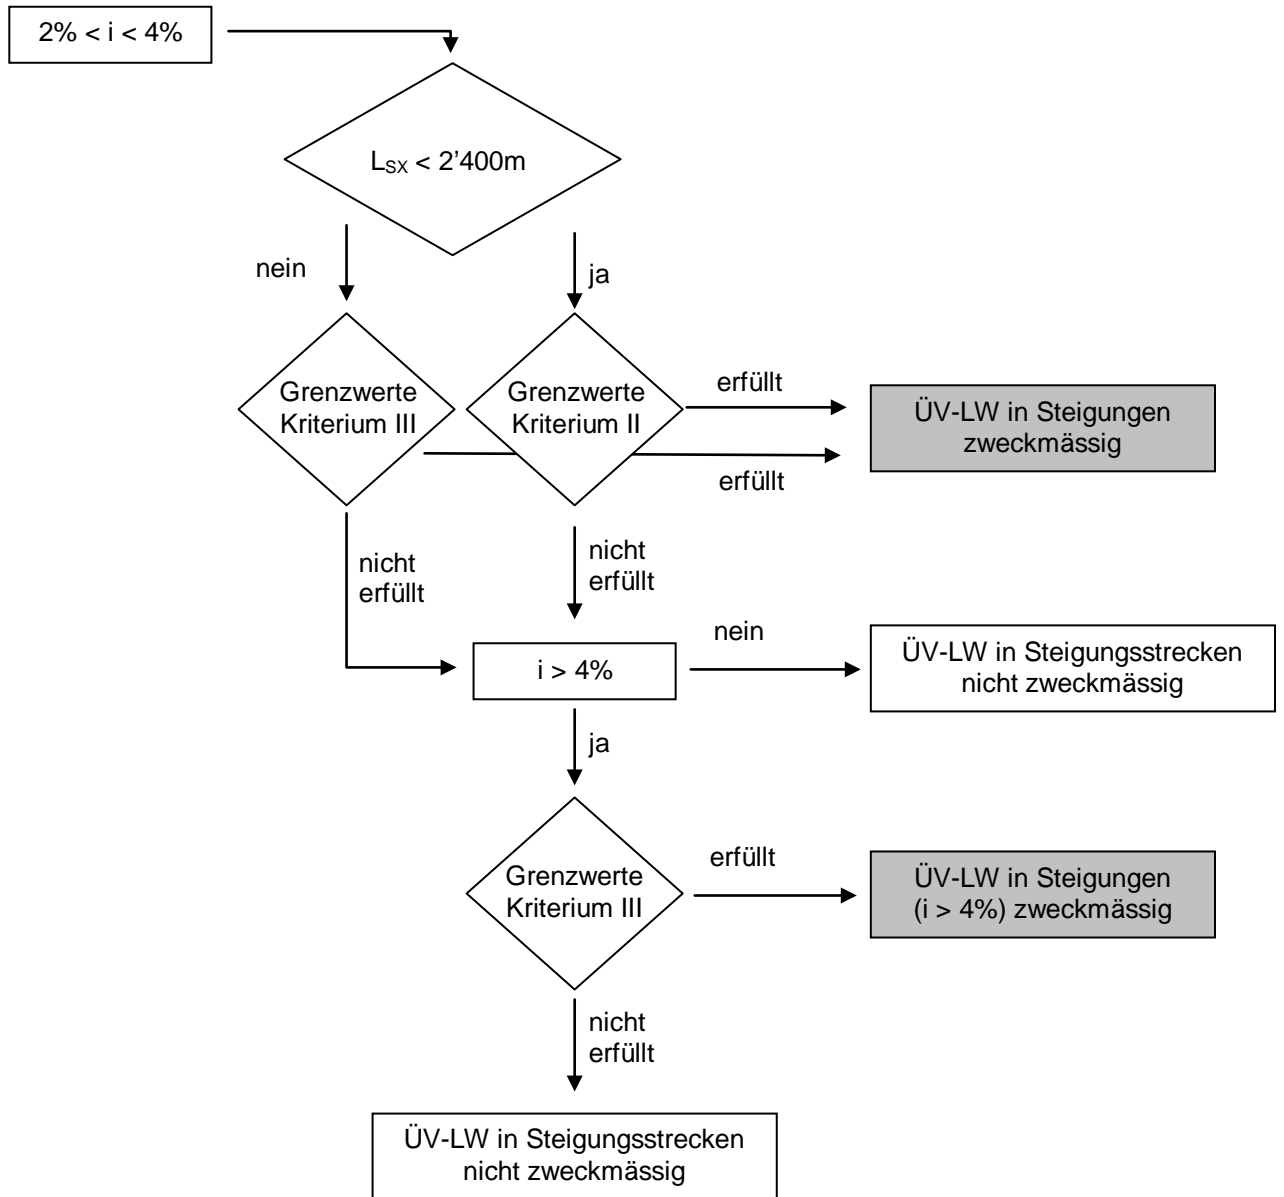 2% < i < 4%
L_SX < 2’400m
nein
ja
Grenzwerte
Kriterium III
Grenzwerte
Kriterium II
erfüllt
erfüllt
ÜV-LW in Steigungen
zweckmässig
nicht
erfüllt
nicht
erfüllt
i > 4%
nein
ÜV-LW in Steigungsstrecken
nicht zweckmässig
ja
Grenzwerte
Kriterium III
erfüllt
ÜV-LW in Steigungen
(i > 4%) zweckmässig
nicht
erfüllt
ÜV-LW in Steigungsstrecken
nicht zweckmässig